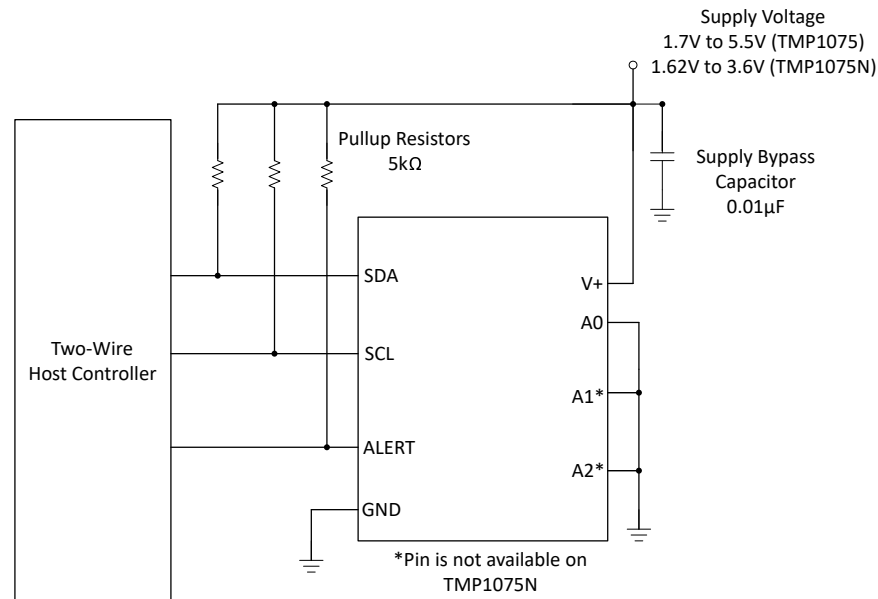 Supply Voltage
1.7V to 5.5V (TMP1075)
1.62V to 3.6V (TMP1075N)
Pullup Resistors
5kΩ
Supply Bypass
Capacitor
0.01µF
Two-Wire
Host Controller
SDA
SCL
ALERT
GND
V+
A0
A1*
A2*
*Pin is not available on
TMP1075N